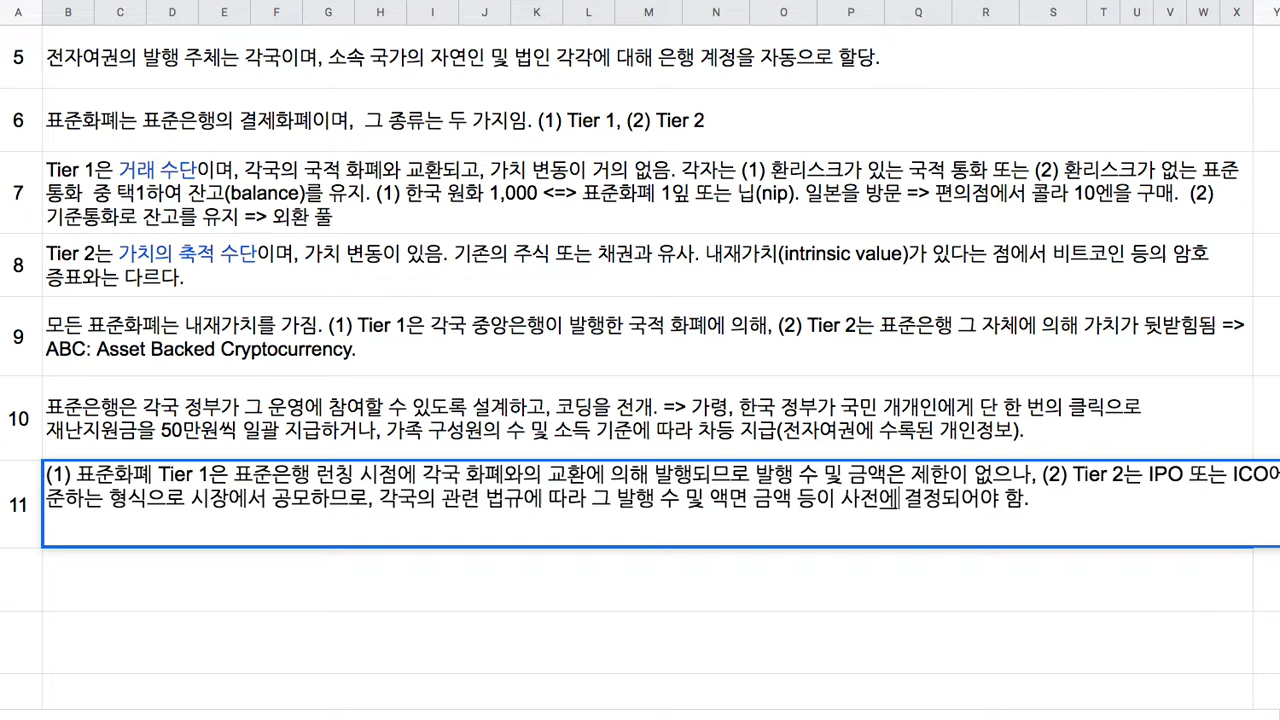 A B C D E F G H I J K L M N O P Q R S T U V W X Y
5 전자여권의 발행 주체는 각국이며, 소속 국가의 자연인 및 법인 각각에 대해 은행 계정을 자동으로 할당.
6 표준화폐는 표준은행의 결제화폐이며, 그 종류는 두 가지임. (1) Tier 1, (2) Tier 2
Tier 1은 거래 수단이며, 각국의 국적 화폐와 교환되고, 가치 변동이 거의 없음. 각자는 (1) 환리스크가 있는 국적 통화 또는 (2) 환리스크가 없는 표준
7 통화 중 택1하여 잔고(balance)를 유지. (1) 한국 원화 1,000 <=> 표준화폐 1잎 또는 닙(nip). 일본을 방문 => 편의점에서 콜라 10엔을 구매. (2)
기준통화로 잔고를 유지 => 외환 풀
8 Tier 2는 가치의 축적 수단이며, 가치 변동이 있음. 기존의 주식 또는 채권과 유사. 내재가치(intrinsic value)가 있다는 점에서 비트코인 등의 암호
증표와는 다르다.
9 모든 표준화폐는 내재가치를 가짐. (1) Tier 1은 각국 중앙은행이 발행한 국적 화폐에 의해, (2) Tier 2는 표준은행 그 자체에 의해 가치가 뒷받힘됨 =>
ABC: Asset Backed Cryptocurrency.
10 표준은행은 각국 정부가 그 운영에 참여할 수 있도록 설계하고, 코딩을 전개. => 가령, 한국 정부가 국민 개개인에게 단 한 번의 클릭으로
재난지원금을 50만원씩 일괄 지급하거나, 가족 구성원의 수 및 소득 기준에 따라 차등 지급(전자여권에 수록된 개인정보).
11 (1) 표준화폐 Tier 1은 표준은행 런칭 시점에 각국 화폐와의 교환에 의해 발행되므로 발행 수 및 금액은 제한이 없으나, (2) Tier 2는 IPO 또는 ICO에
준하는 형식으로 시장에서 공모하므로, 각국의 관련 법규에 따라 그 발행 수 및 액면 금액 등이 사전에 결정되어야 함.